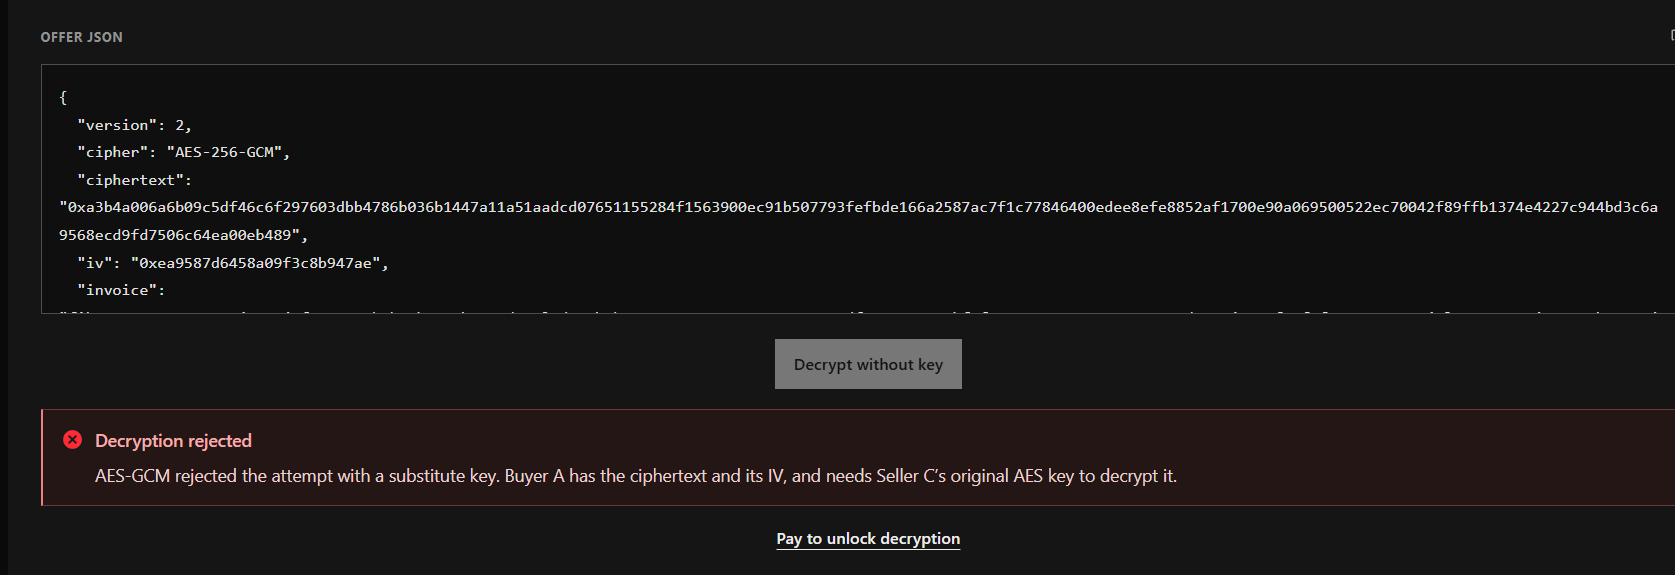 OFFER JSON
{
"version": 2,
"cipher": "AES-256-GCM",
"ciphertext":
"0xa3b4a006a6b09c5df46c6f297603dbb4786b036b1447a11a51aadcd07651155284f1563900ec91b507793fefbde166a2587ac7f1c77846400edee8efe8852af1700e90a069500522ec70042f89ffb1374e4227c944bd3c6a
9568ecd9fd7506c64ea00eb489",
"iv": "0xea9587d6458a09f3c8b947ae",
"invoice":
Decrypt without key
Decryption rejected
AES-GCM rejected the attempt with a substitute key. Buyer A has the ciphertext and its IV, and needs Seller C’s original AES key to decrypt it.
Pay to unlock decryption